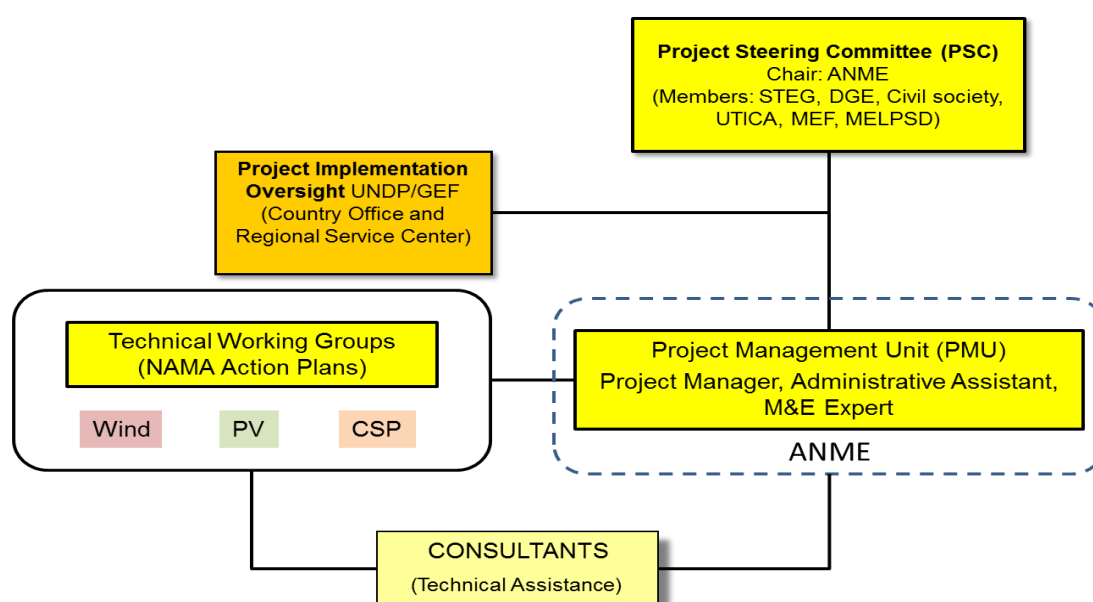 Project Steering Committee (PSC)
Chair: ANME
(Members: STEG, DGE, Civil society,
UTICA, MEF, MELPSD)
Project Implementation
Oversight UNDP/GEF
(Country Office and
Regional Service Center)
Technical Working Groups
(NAMA Action Plans)
Wind
PV
CSP
Project Management Unit (PMU)
Project Manager, Administrative Assistant,
M&E Expert
ANME
CONSULTANTS
(Technical Assistance)